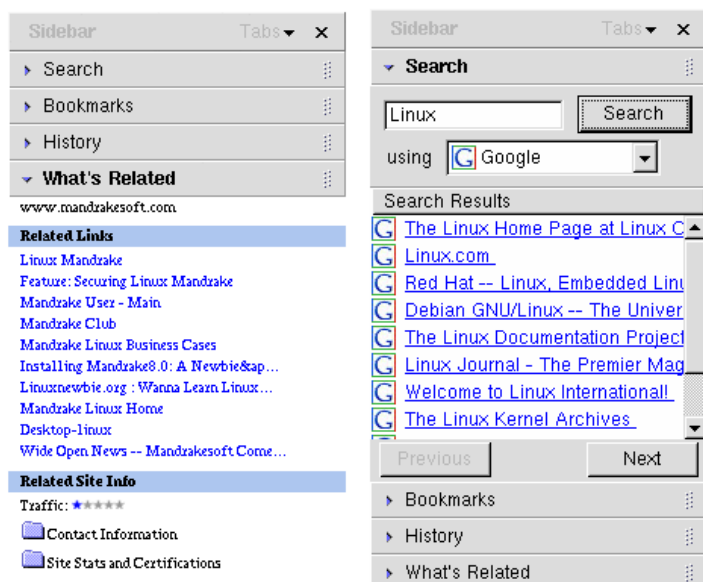 Sidebar Tabs
Search
Bookmarks
History
What's Related
www.mandrakesoft.com
Related Links
Linux Mandrake
Feature: Securing Linux Mandrake
Mandrake User - Main
Mandrake Club
Mandrake Linux Business Cases
Installing Mandrake8.0: A Newbie&ap...
Linuxnewbie.org : Wanna Learn Linux...
Mandrake Linux Home
Desktop-linux
Wide Open News -- Mandrakesoft Come...
Related Site Info
Traffic:
Contact Information
Site Stats and Certifications
Sidebar Tabs
Search
Linux Search
using Google
Search Results
The Linux Home Page at Linux O
Linux.com
Red Hat -- Linux, Embedded Linu
Debian GNU/Linux -- The Univer
The Linux Documentation Project
Linux Journal - The Premier Mag
Welcome to Linux International!
The Linux Kernel Archives
Previous Next
Bookmarks
History
What's Related